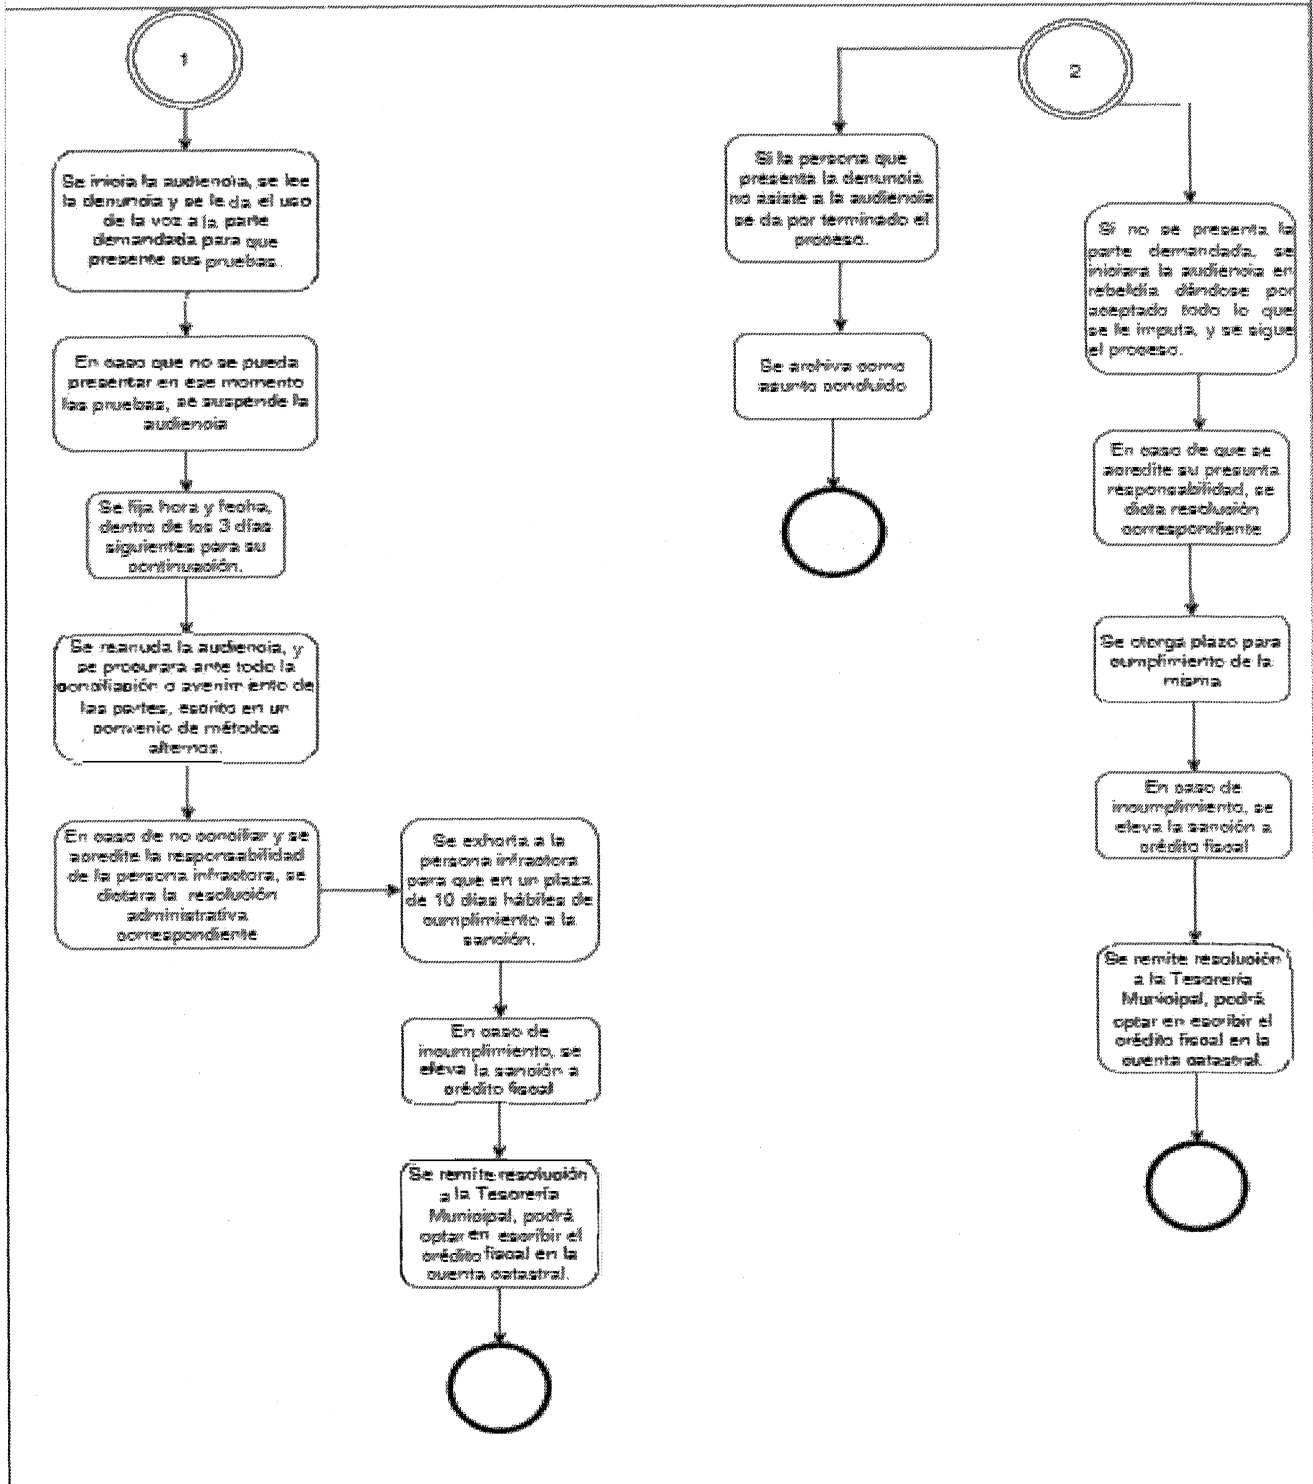 1
Se inicia la audiencia, se lee
la denuncia y se le da el uso
de la voz a la parte
demandada para que
presente sus pruebas.
En caso que no se pueda
presentar en ese momento
las pruebas, se suspende la
audiencia
Se fija hora y fecha,
dentro de los 3 días
siguientes para su
continuación.
Se reanuda la audiencia, y
se procurara ante todo la
conciliación o avenimiento de
las partes, escrito en un
convenio de métodos
alternos.
En caso de no conciliar y se
acredite la responsabilidad
de la persona infractora, se
dictara la resolución
administrativa
correspondiente
Se exhorta a la
persona infractora
para que en un plaza
de 10 días hábiles de
cumplimiento a la
sanción.
En caso de
incumplimiento, se
eleva la sanción a
crédito fiscal
Se remite resolución
a la Tesorería
Municipal, podrá
optar en escribir el
crédito fiscal en la
cuenta catastral.
2
Si la persona que
presenta la denuncia
no asiste a la audiencia
se da por terminado el
proceso.
Se archiva como
asunto concluido
Si no se presenta la
parte demandada, se
iniciara la audiencia en
rebeldía dándose por
aceptado todo lo que
se le imputa, y se sigue
el proceso.
En caso de que se
acredite su presunta
responsabilidad, se
dicta resolución
correspondiente
Se otorga plazo para
cumplimiento de la
misma
En caso de
incumplimiento, se
eleva la sanción a
crédito fiscal
Se remite resolución
a la Tesorería
Municipal, podrá
optar en escribir el
crédito fiscal en la
cuenta catastral.